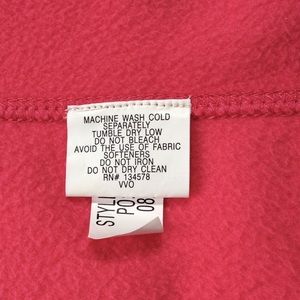 MACHINE WASH COLD
SEPARATELY
TUMBLE DRY LOW
DO NOT BLEACH
AVOID THE USE OF FABRIC
SOFTENERS
DO NOT IRON
DO NOT DRY CLEAN
RN# 134578
VVO
STYL
PO
08